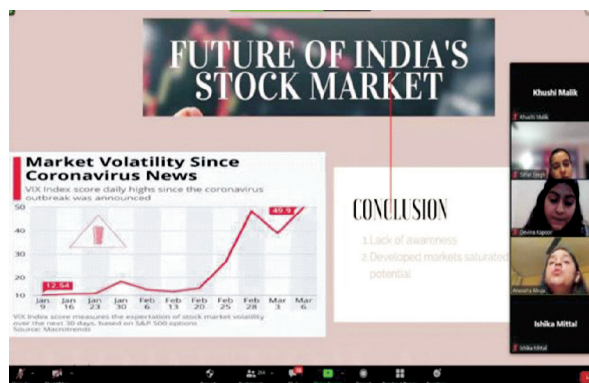 FUTURE OF INDIA'S
STOCK MARKET
Market Volatility Since
Coronavirus News
VIX Index score daily highs since the coronavirus
outbreak was announced
50
40
30
20
10
12.54
49.9
Jan 9
Jan 16
Jan 23
Jan 30
Feb 6
Feb 13
Feb 20
Feb 25
Feb 28
Mar 3
Mar 6
VIX Index score measures the expectation of stock market volatility
over the next 30 days, based on S&P 500 options
Source: Macrotrends
CONCLUSION
1. Lack of awareness
2. Developed markets saturated
potential
Khushi Malik
Khushi Malik
Singh
Devina Kapoor
Ahuja
Ishika Mittal
Ishika Mittal